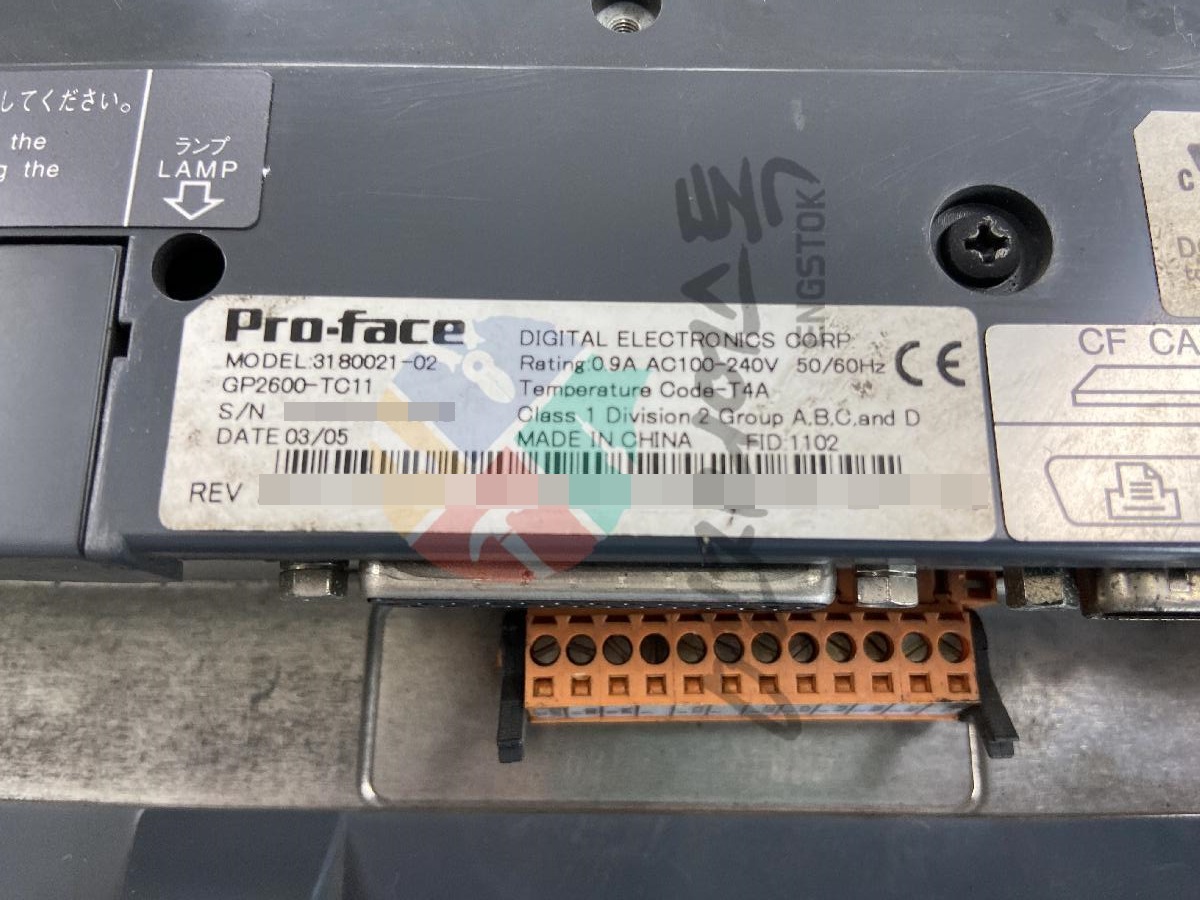 してください。
the
g the
ランプ
LAMP
Pro-face
MODEL:3180021-02
GP2600-TC11
S/N
DATE 03/05
DIGITAL ELECTRONICS CORP.
Rating:0.9A AC100-240V 50/60Hz
Temperature Code-T4A
Class 1 Division 2 Group A,B,C,and D
MADE IN CHINA FID:1102
CE
REV
C
D
CF CA
ENGSTOK